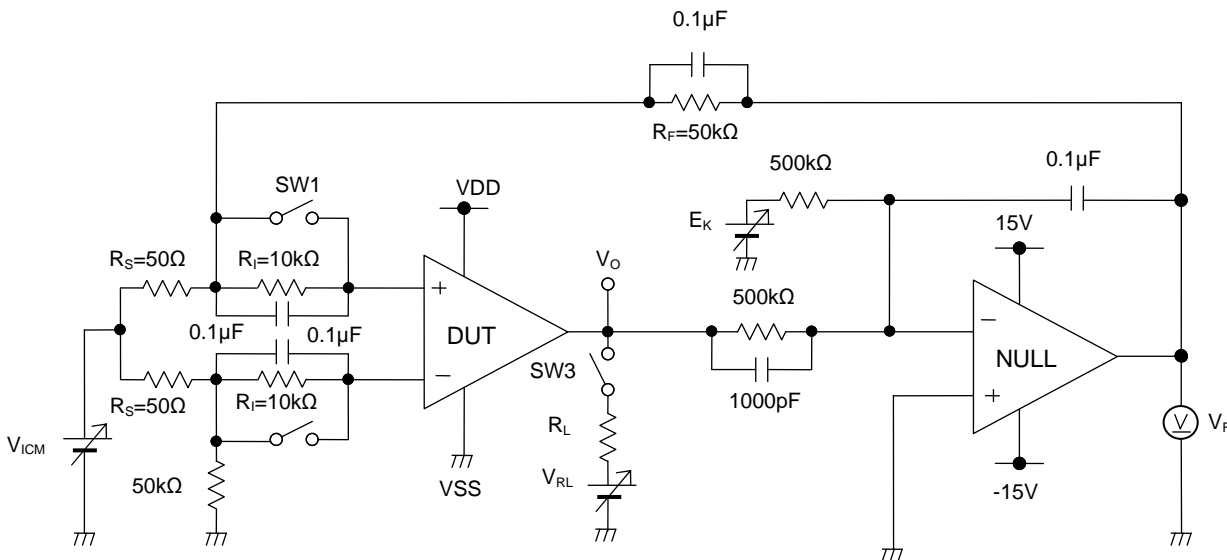 0.1µF
RF=50kΩ
500kΩ
0.1µF
SW1
VDD
EK
15V
RS=50Ω
RI=10kΩ
VO
500kΩ
0.1µF
0.1µF
DUT
NULL
SW3
RS=50Ω
RI=10kΩ
1000pF
RL
VF
VICM
V
50kΩ
VSS
VRL
-15V